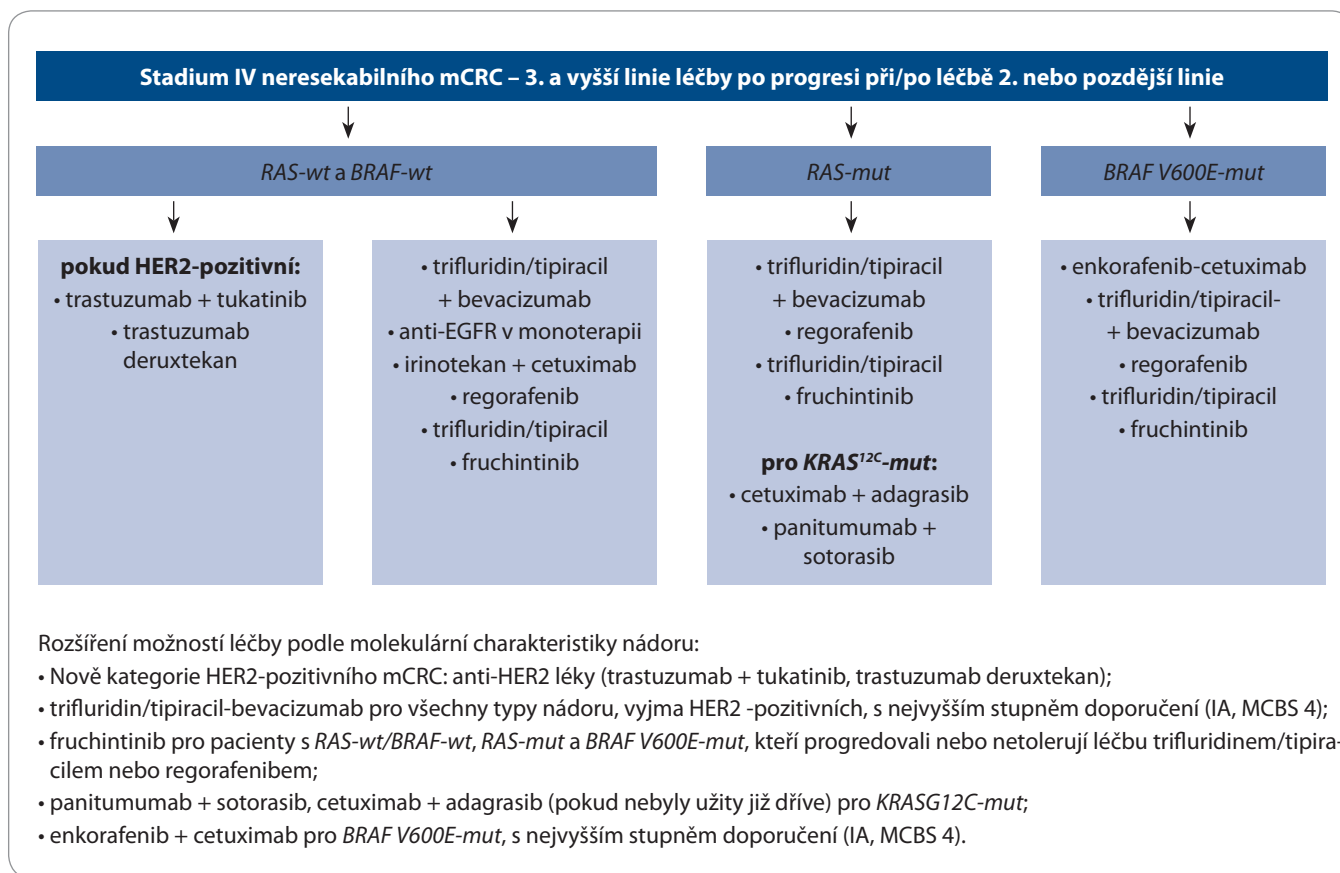 Stadium IV neresekabilního mCRC – 3. a vyšší linie léčby po progresi při/po léčbě 2. nebo pozdější linie
RAS-wt a BRAF-wt
pokud HER2-pozitivní:
• trastuzumab + tukatinib
• trastuzumab
deruxtekan
• trifluridin/tipiracil
+ bevacizumab
• anti-EGFR v monoterapii
• irinotekan + cetuximab
• regorafenib
• trifluridin/tipiracil
• fruchintinib
RAS-mut
• trifluridin/tipiracil
+ bevacizumab
• regorafenib
• trifluridin/tipiracil
• fruchintinib
pro KRAS12C-mut:
• cetuximab + adagrasib
• panitumumab +
sotorasib
BRAF V600E-mut
• enkorafenib-cetuximab
• trifluridin/tipiracil-
+ bevacizumab
• regorafenib
• trifluridin/tipiracil
• fruchintinib
Rozšíření možností léčby podle molekulární charakteristiky nádoru:
• Nově kategorie HER2-pozitivního mCRC: anti-HER2 léky (trastuzumab + tukatinib, trastuzumab deruxtekan);
• trifluridin/tipiracil-bevacizumab pro všechny typy nádoru, vyjma HER2 -pozitivních, s nejvyšším stupněm doporučení (IA, MCBS 4);
• fruchintinib pro pacienty s RAS-wt/BRAF-wt, RAS-mut a BRAF V600E-mut, kteří progredovali nebo netolerují léčbu trifluridinem/tipira-
cilem nebo regorafenibem;
• panitumumab + sotorasib, cetuximab + adagrasib (pokud nebyly užity již dříve) pro KRASG12C-mut;
• enkorafenib + cetuximab pro BRAF V600E-mut, s nejvyšším stupněm doporučení (IA, MCBS 4).